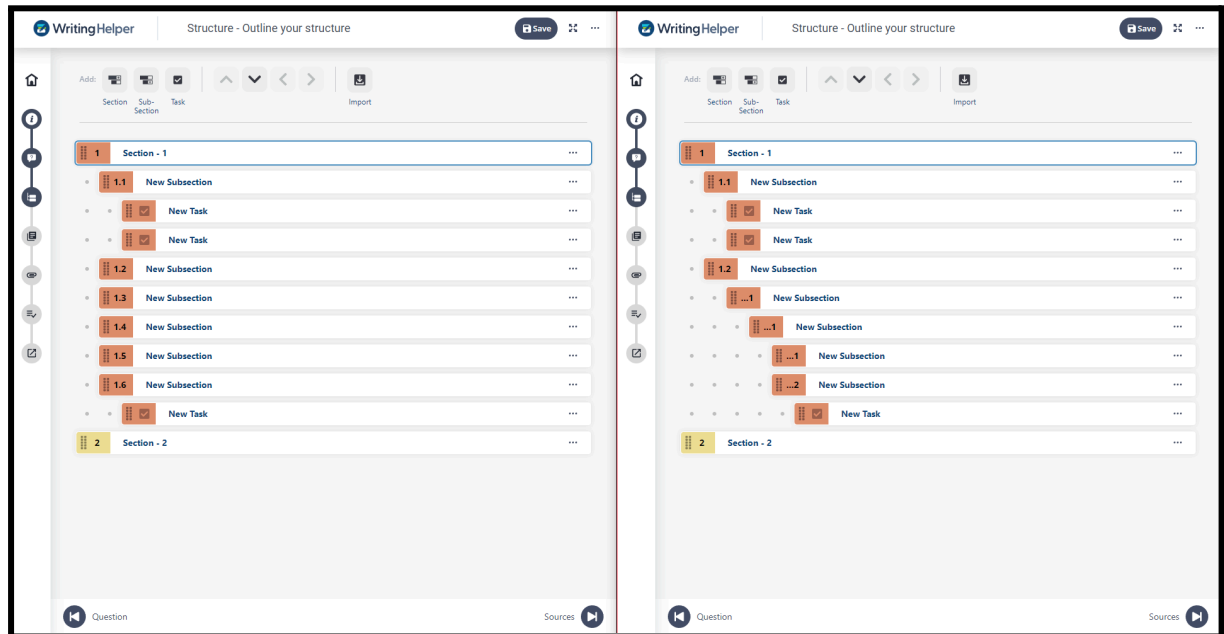 WritingHelper Structure - Outline your structure Save ...
Add:
Section Sub-Section Task Import
1 Section - 1 ...
1.1 New Subsection ...
New Task ...
New Task ...
1.2 New Subsection ...
1.3 New Subsection ...
1.4 New Subsection ...
1.5 New Subsection ...
1.6 New Subsection ...
New Task ...
2 Section - 2 ...
Question Sources
WritingHelper Structure - Outline your structure Save ...
Add:
Section Sub-Section Task Import
1 Section - 1 ...
1.1 New Subsection ...
New Task ...
New Task ...
1.2 New Subsection ...
...1 New Subsection ...
...1 New Subsection ...
...1 New Subsection ...
...2 New Subsection ...
New Task ...
2 Section - 2 ...
Question Sources